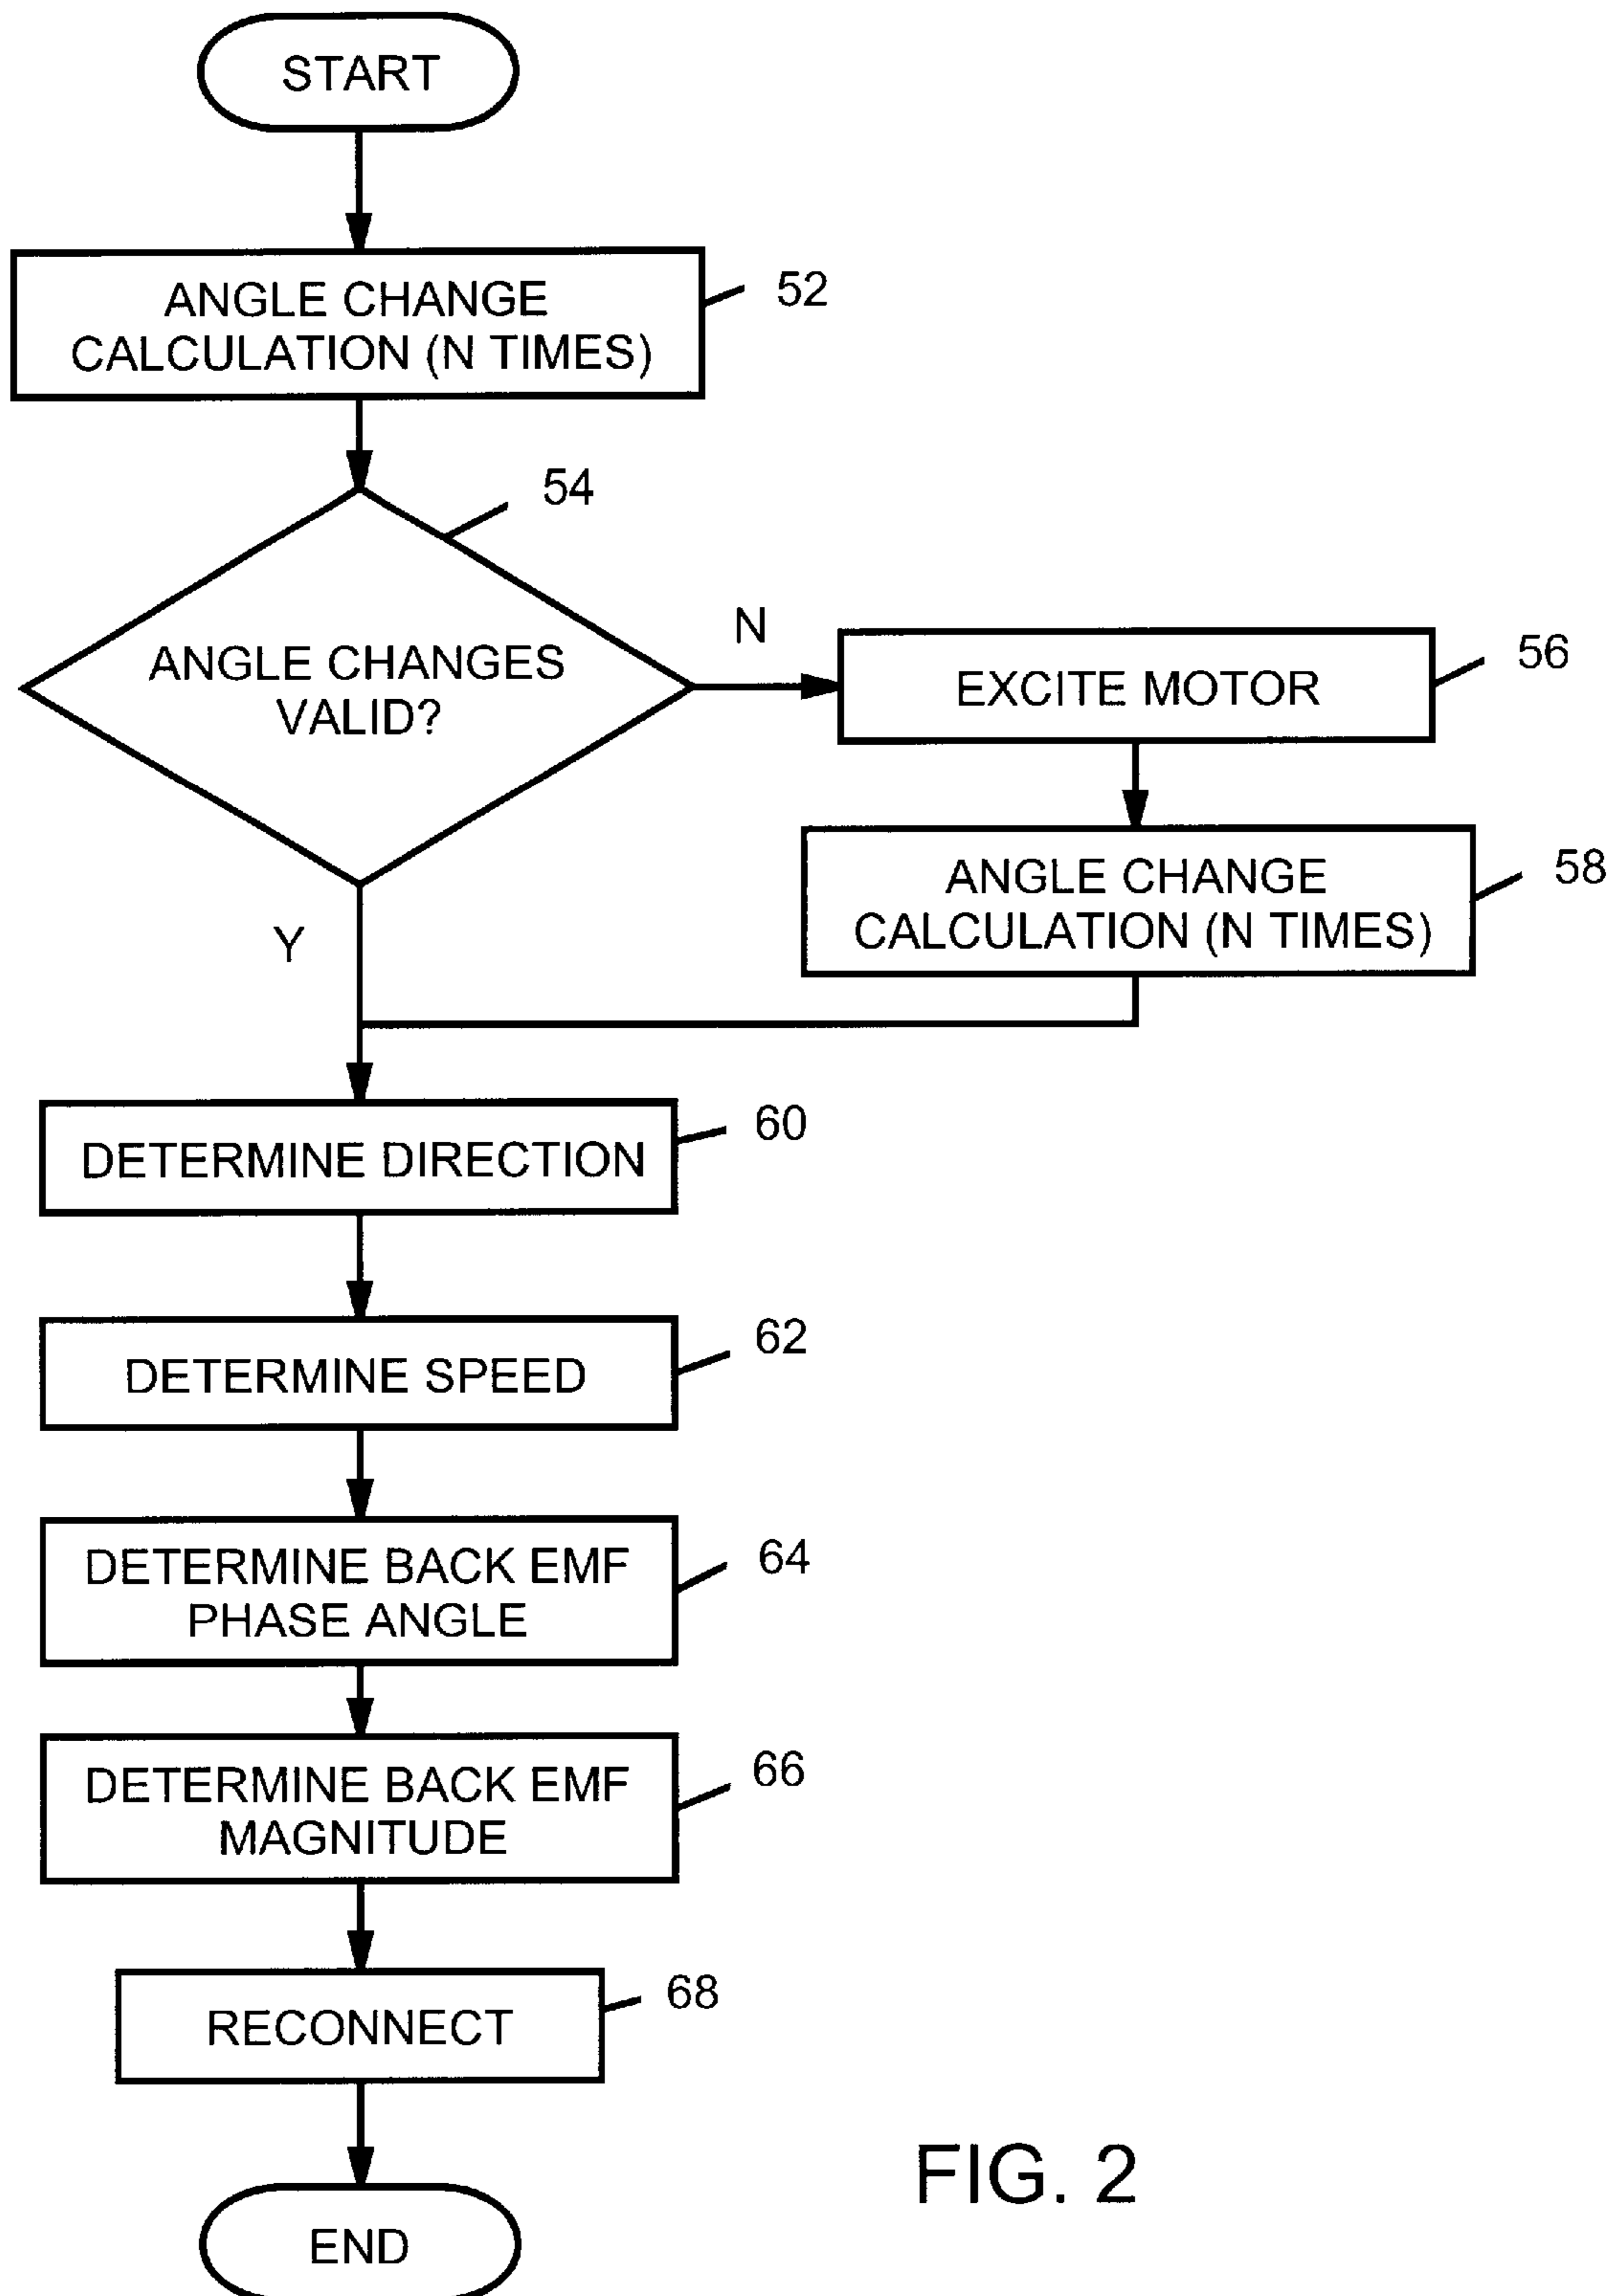 START
ANGLE CHANGE
CALCULATION (N TIMES)
52
54
ANGLE CHANGES
VALID?
N
EXCITE MOTOR
56
ANGLE CHANGE
CALCULATION (N TIMES)
58
Y
DETERMINE DIRECTION
60
DETERMINE SPEED
62
DETERMINE BACK EMF
PHASE ANGLE
64
DETERMINE BACK EMF
MAGNITUDE
66
RECONNECT
68
END
FIG. 2